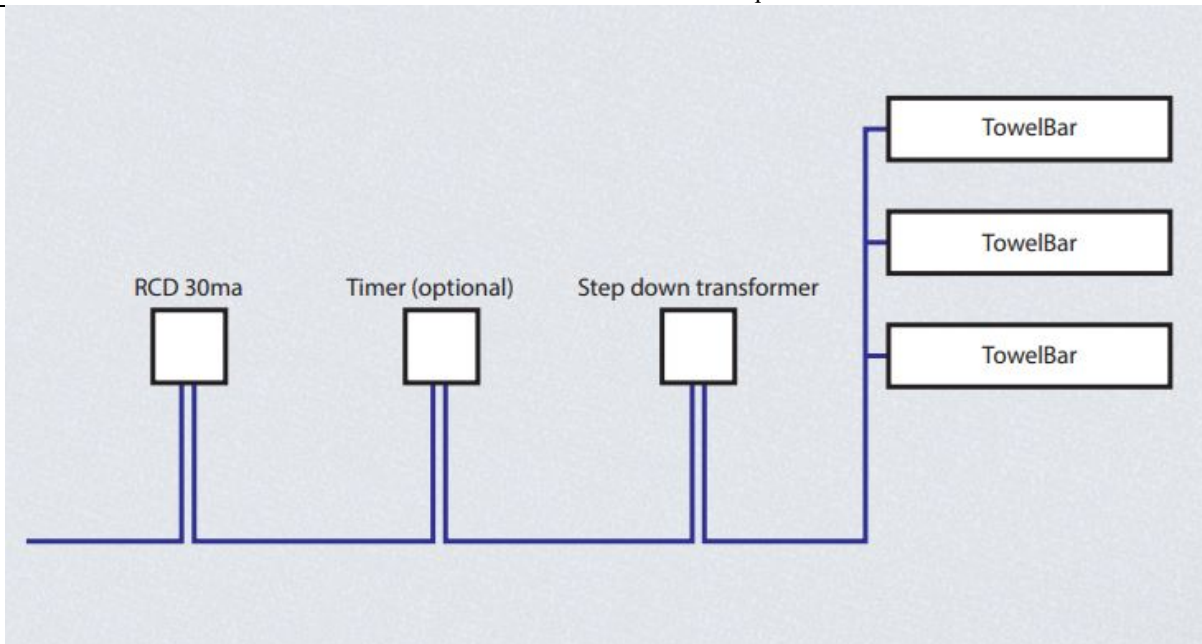 TowelBar
TowelBar
RCD 30ma
Timer (optional)
Step down transformer
TowelBar